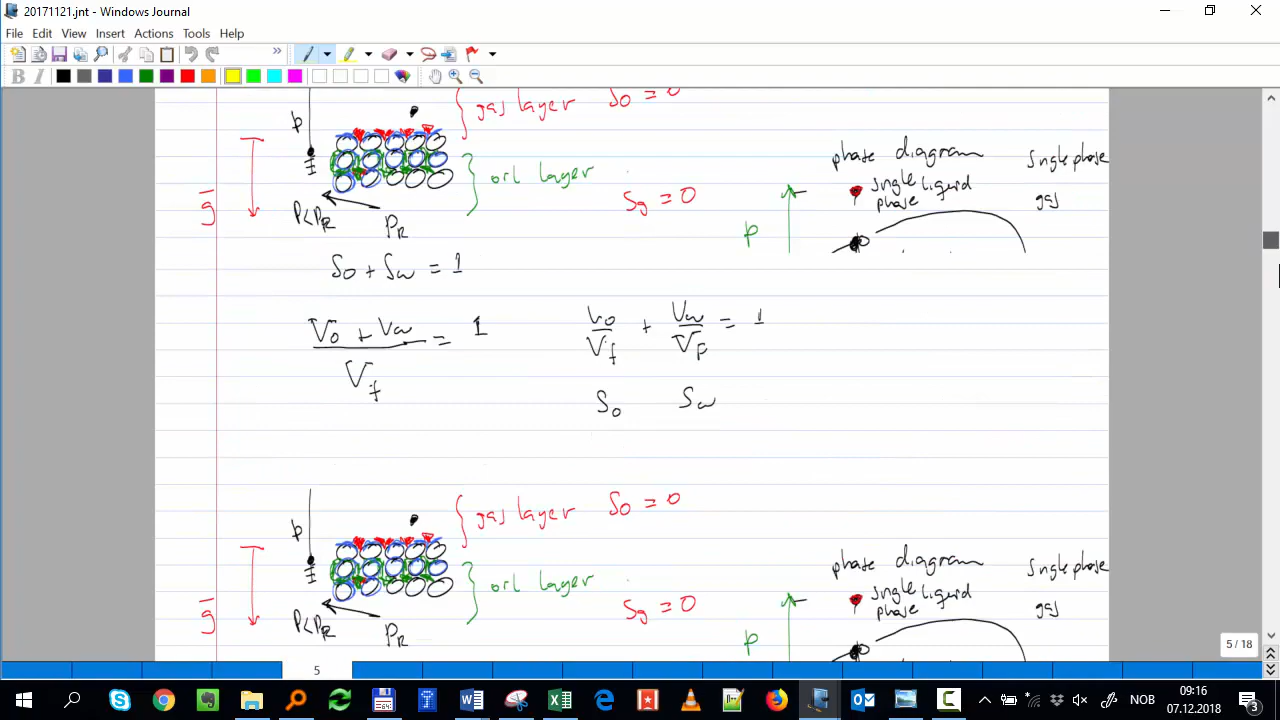 20171121.jnt - Windows Journal
File Edit View Insert Actions Tools Help
B I
p
gas layer So = 0
oil layer
Sg = 0
g
P<PR
PR
phase diagram
single phase
single liquid
phase
gas
p
So + Sw = 1
Vo + Vw = 1
Vf
Vo + Vw = 1
Vf Vp
So Sw
p
gas layer So = 0
oil layer
Sg = 0
g
P<PR
PR
phase diagram
single phase
single liquid
phase
gas
p
5 / 18
5
NOB
09:16
07.12.2018
3